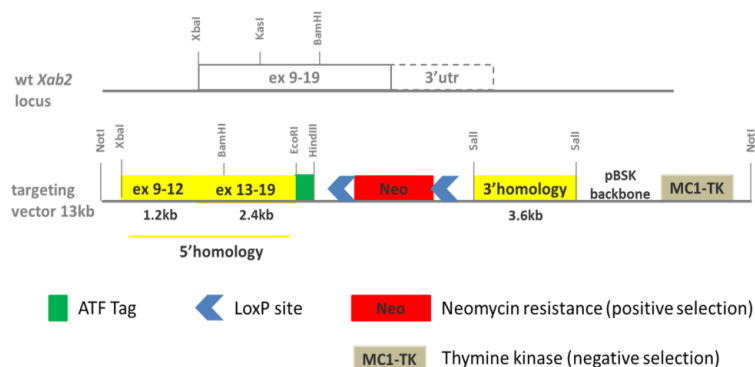 XbaI
KasI
BamHI
wt Xab2
locus
ex 9-19
3'utr
NotI
XbaI
BamHI
EcoRI
HindIII
SalI
SalI
NotI
targeting
vector 13kb
ex 9-12
ex 13-19
Neo
3'homology
pBSK
backbone
MC1-TK
1.2kb
2.4kb
3.6kb
5'homology
ATF Tag
LoxP site
Neo
Neomycin resistance (positive selection)
MC1-TK
Thymine kinase (negative selection)